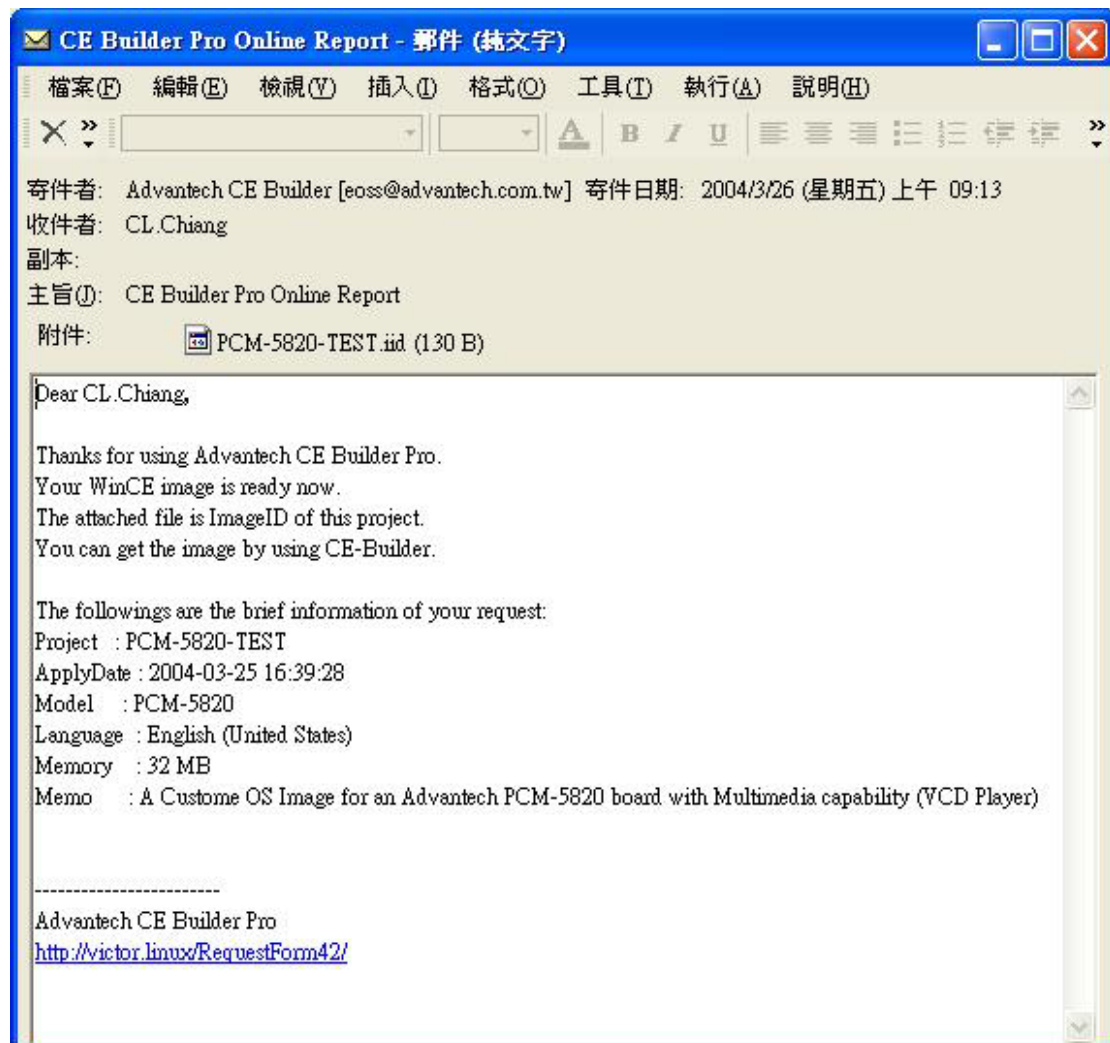 CE Builder Pro Online Report - 郵件 (純文字)
檔案(F) 編輯(E) 檢視(V) 插入(I) 格式(O) 工具(T) 執行(A) 說明(H)
A B I U
寄件者: Advantech CE Builder [eoss@advantech.com.tw] 寄件日期: 2004/3/26 (星期五) 上午 09:13
收件者: CL.Chiang
副本:
主旨(J): CE Builder Pro Online Report
附件: PCM-5820-TEST.iid (130 B)
Dear CL.Chiang,
Thanks for using Advantech CE Builder Pro.
Your WinCE image is ready now.
The attached file is ImageID of this project.
You can get the image by using CE-Builder.
The followings are the brief information of your request:
Project : PCM-5820-TEST
ApplyDate : 2004-03-25 16:39:28
Model : PCM-5820
Language : English (United States)
Memory : 32 MB
Memo : A Custome OS Image for an Advantech PCM-5820 board with Multimedia capability (VCD Player)
------------------------
Advantech CE Builder Pro
http://victor.linux/RequestForm42/